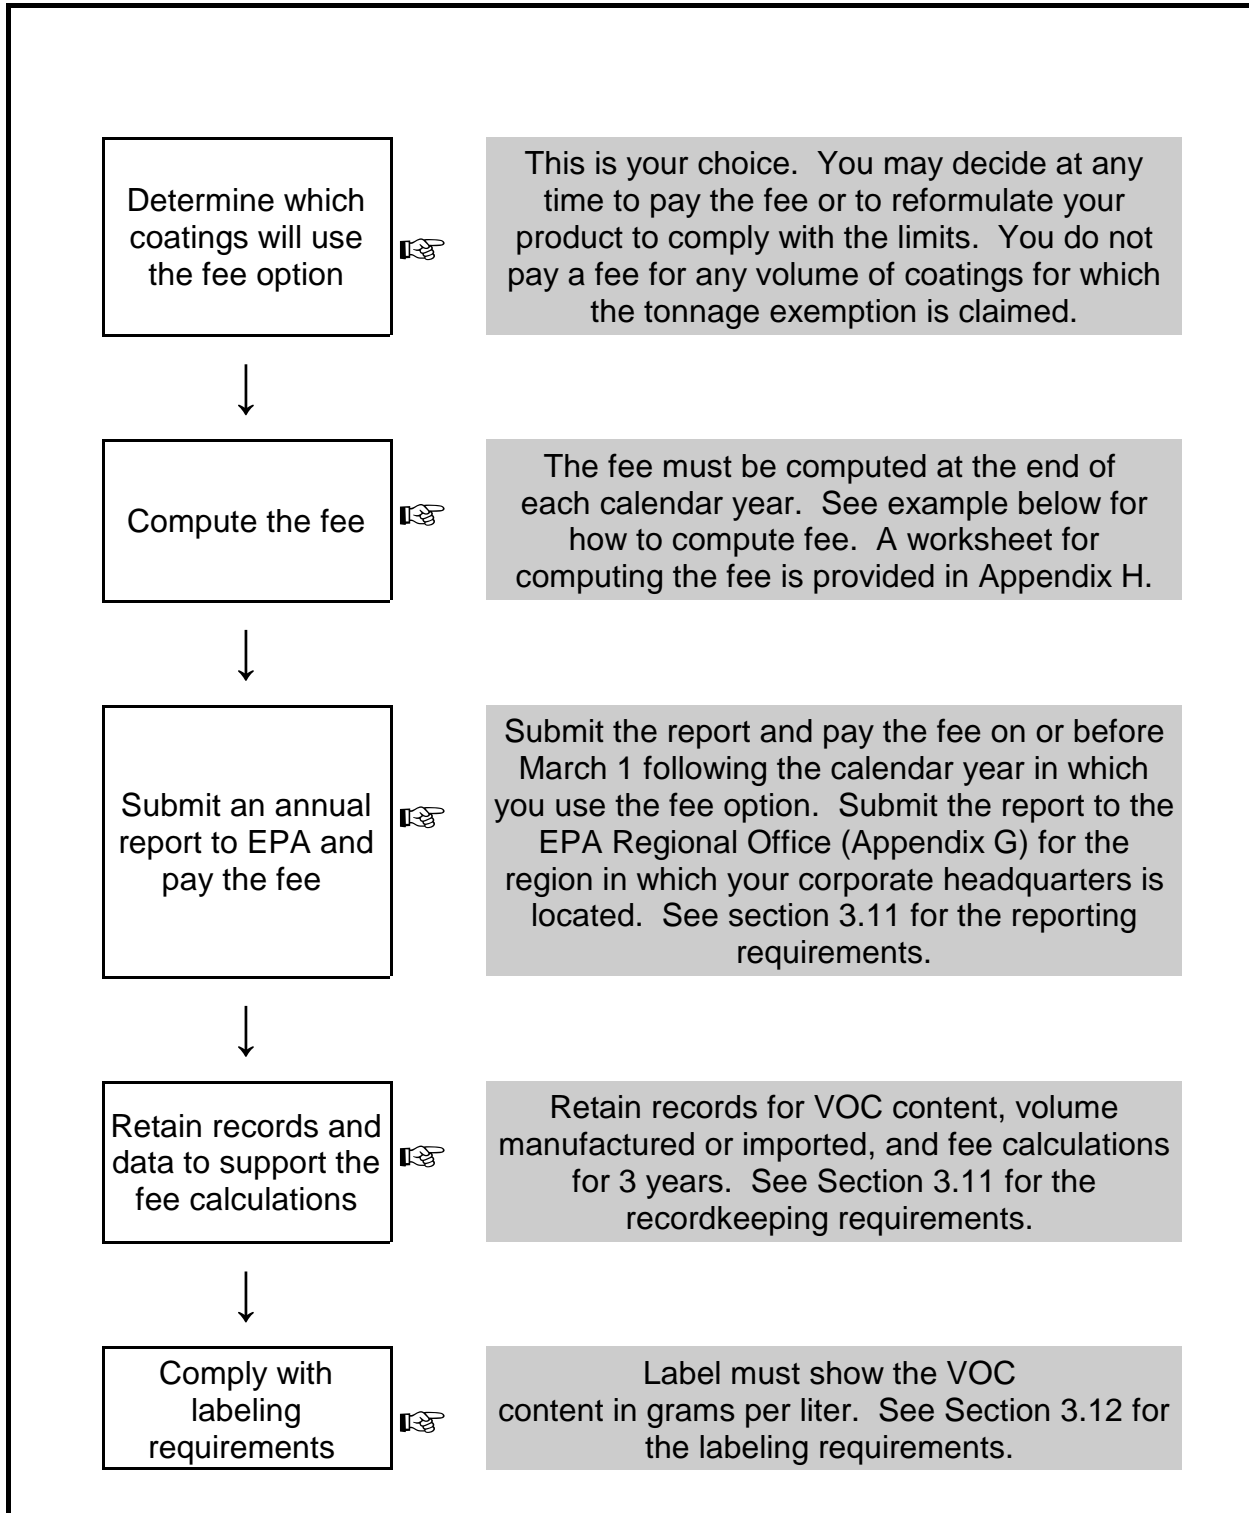 Determine which
coatings will use
the fee option
☞
This is your choice. You may decide at any
time to pay the fee or to reformulate your
product to comply with the limits. You do not
pay a fee for any volume of coatings for which
the tonnage exemption is claimed.
↓
Compute the fee
☞
The fee must be computed at the end of
each calendar year. See example below for
how to compute fee. A worksheet for
computing the fee is provided in Appendix H.
↓
Submit an annual
report to EPA and
pay the fee
☞
Submit the report and pay the fee on or before
March 1 following the calendar year in which
you use the fee option. Submit the report to the
EPA Regional Office (Appendix G) for the
region in which your corporate headquarters is
located. See section 3.11 for the reporting
requirements.
↓
Retain records and
data to support the
fee calculations
☞
Retain records for VOC content, volume
manufactured or imported, and fee calculations
for 3 years. See Section 3.11 for the
recordkeeping requirements.
↓
Comply with
labeling
requirements
☞
Label must show the VOC
content in grams per liter. See Section 3.12 for
the labeling requirements.